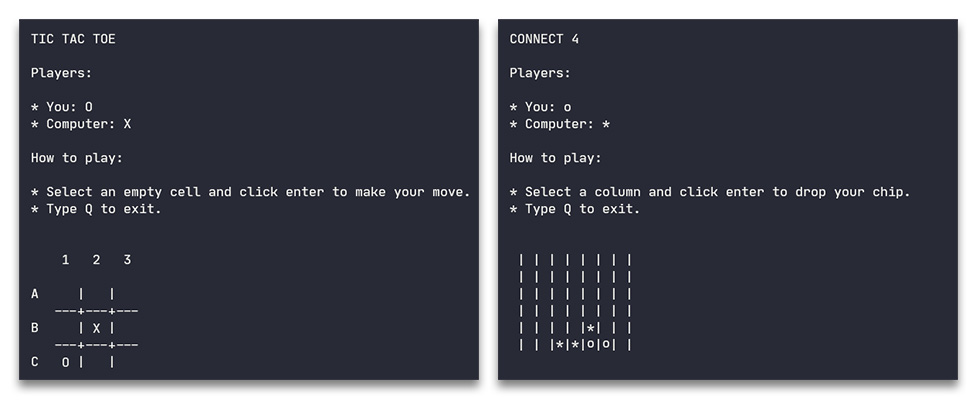 TIC TAC TOE
Players:
* You: O
* Computer: X
How to play:
* Select an empty cell and click enter to make your move.
* Type Q to exit.
    1   2   3
A     |   |
   ---+---+---
B     | X |
   ---+---+---
C   O |   |
CONNECT 4
Players:
* You: o
* Computer: *
How to play:
* Select a column and click enter to drop your chip.
* Type Q to exit.
| | | | | | | |
| | | | | | | |
| | | | | | | |
| | | | | | | |
| | | | |*| | |
| | |*|*|o|o| |